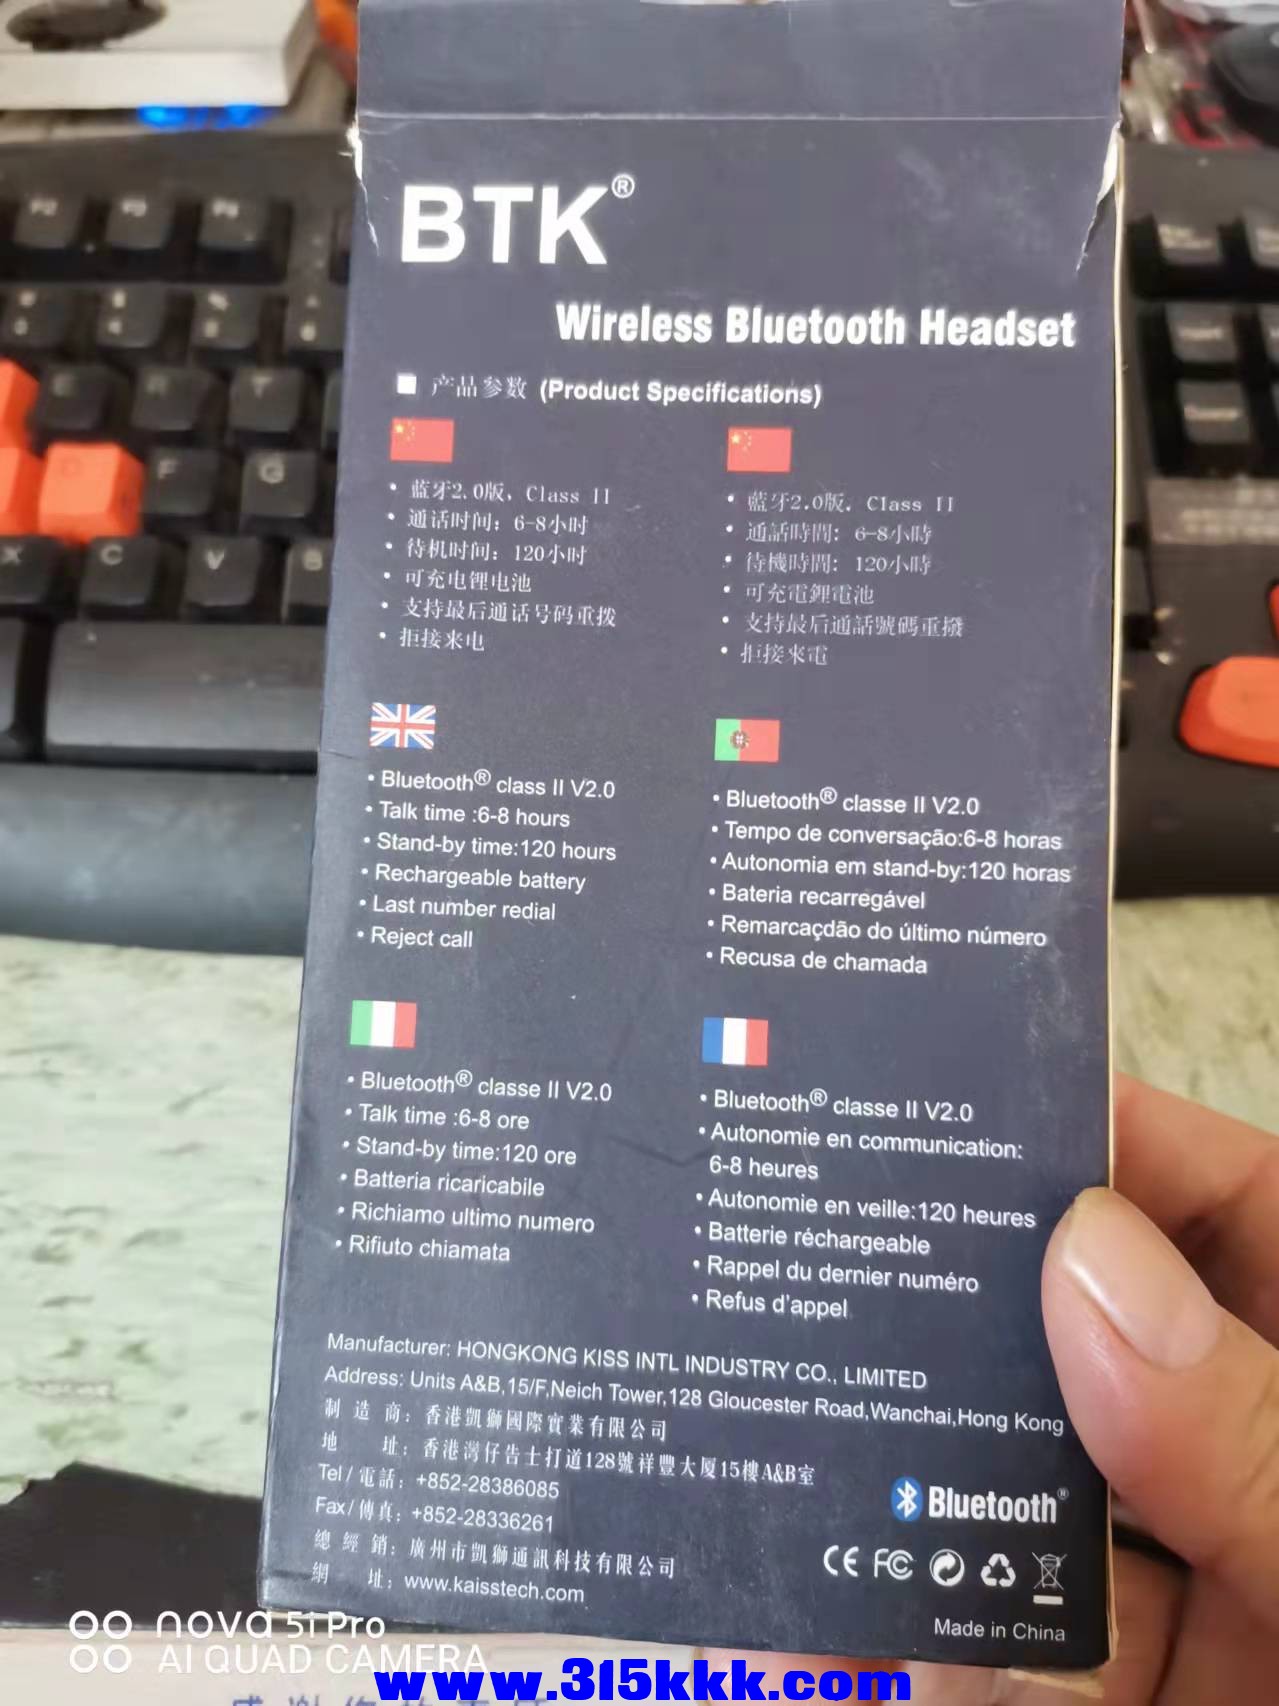 BTK®
Wireless Bluetooth Headset
产品参数 (Product Specifications)
• 藍牙2.0版, Class II
• 通话时间: 6-8小时
• 待机时间: 120小时
• 可充电锂电池
• 支持最后通话号码重拨
• 拒接来电
• 藍牙2.0版, Class II
• 通話時間: 6-8小時
• 待機時間: 120小時
• 可充電鋰電池
• 支持最后通話號碼重撥
• 拒接來電
• Bluetooth® class II V2.0
• Talk time :6-8 hours
• Stand-by time:120 hours
• Rechargeable battery
• Last number redial
• Reject call
• Bluetooth® classe II V2.0
• Tempo de conversação:6-8 horas
• Autonomia em stand-by:120 horas
• Bateria recarregável
• Remarcaçdão do último número
• Recusa de chamada
• Bluetooth® classe II V2.0
• Talk time :6-8 ore
• Stand-by time:120 ore
• Batteria ricaricabile
• Richiamo ultimo numero
• Rifiuto chiamata
• Bluetooth® classe II V2.0
• Autonomie en communication:
6-8 heures
• Autonomie en veille:120 heures
• Batterie réchargeable
• Rappel du dernier numéro
• Refus d'appel
Manufacturer: HONGKONG KISS INTL INDUSTRY CO., LIMITED
Address: Units A&B,15/F,Neich Tower,128 Gloucester Road,Wanchai,Hong Kong
制 造 商: 香港凱獅國際實業有限公司
地 址: 香港灣仔告士打道128號祥豐大厦15樓A&B室
Tel / 電話: +852-28386085
Fax / 傳真: +852-28336261
總 經 銷: 廣州市凱獅通訊科技有限公司
網 址: www.kaisstech.com
Bluetooth®
CE FC
Made in China
F2 F3 F4
E R T
D F G
X C V B
nova 5i Pro
AI QUAD CAMERA
www.315kkk.com